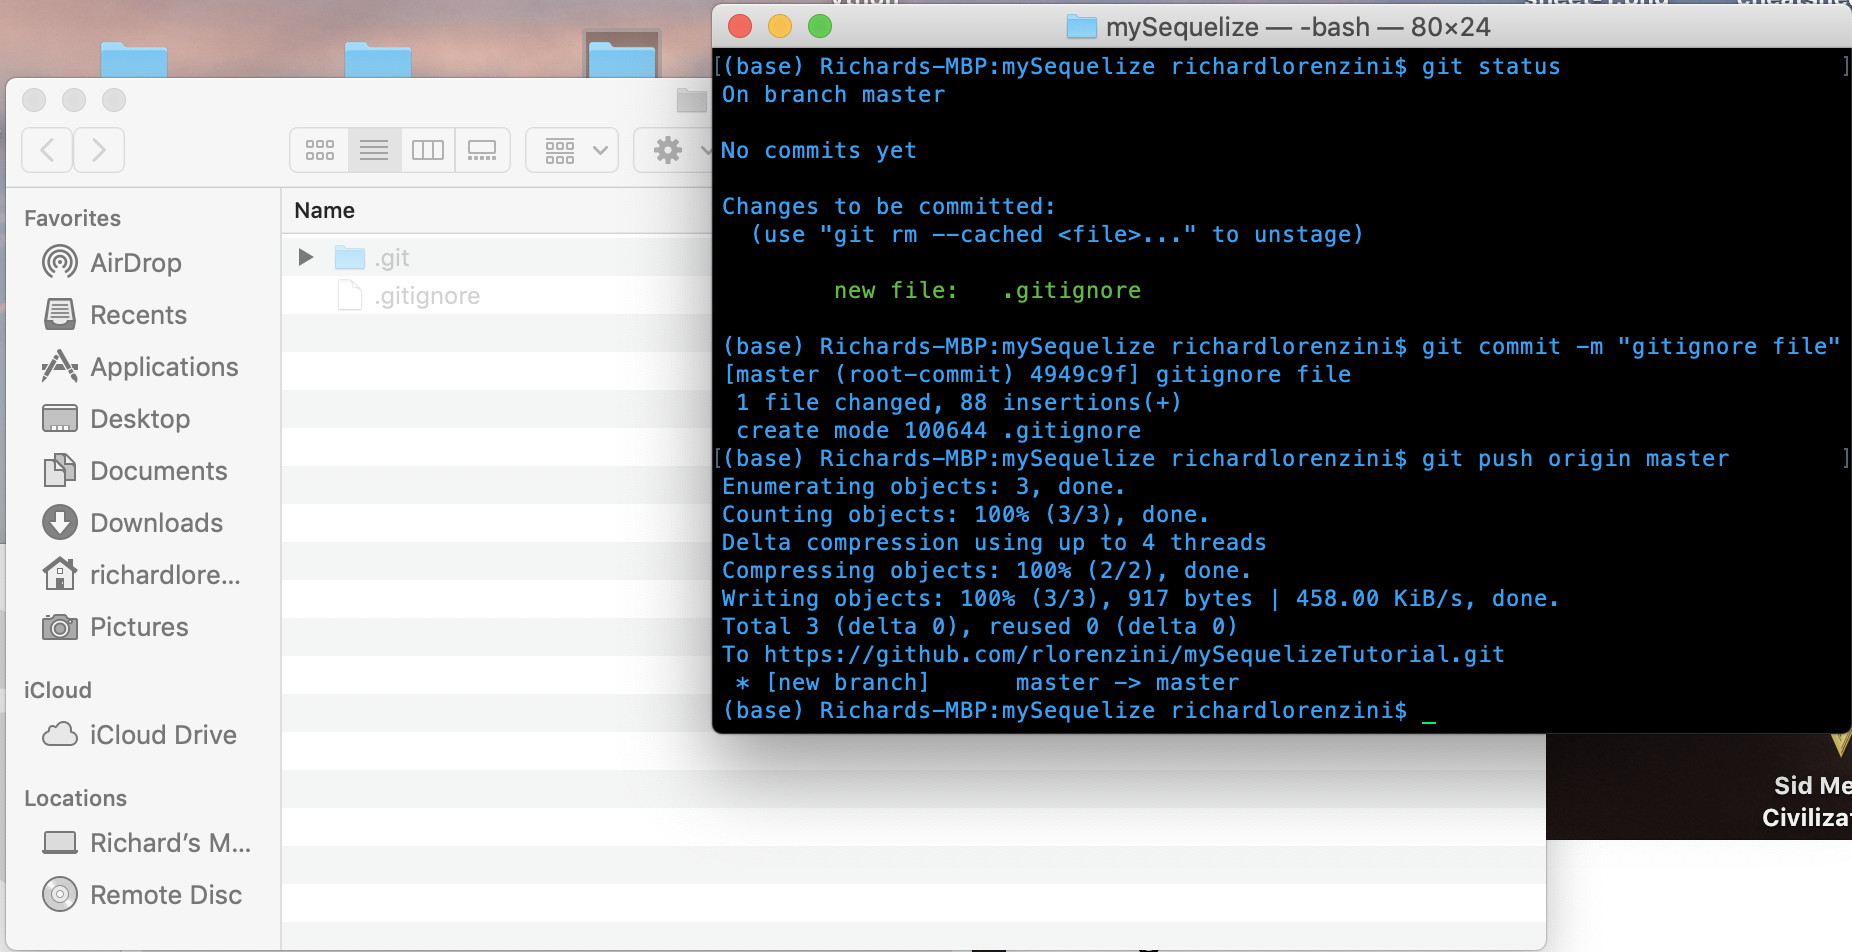 mySequelize — -bash — 80×24
(base) Richards-MBP:mySequelize richardlorenzini$ git status
On branch master
No commits yet
Changes to be committed:
(use "git rm --cached <file>..." to unstage)
new file:   .gitignore
(base) Richards-MBP:mySequelize richardlorenzini$ git commit -m "gitignore file"
[master (root-commit) 4949c9f] gitignore file
1 file changed, 88 insertions(+)
create mode 100644 .gitignore
(base) Richards-MBP:mySequelize richardlorenzini$ git push origin master
Enumerating objects: 3, done.
Counting objects: 100% (3/3), done.
Delta compression using up to 4 threads
Compressing objects: 100% (2/2), done.
Writing objects: 100% (3/3), 917 bytes | 458.00 KiB/s, done.
Total 3 (delta 0), reused 0 (delta 0)
To https://github.com/rlorenzini/mySequelizeTutorial.git
* [new branch]      master -> master
(base) Richards-MBP:mySequelize richardlorenzini$
Favorites
AirDrop
Recents
Applications
Desktop
Documents
Downloads
richardlore...
Pictures
iCloud
iCloud Drive
Locations
Richard's M...
Remote Disc
Name
.git
.gitignore
Sid Me
Civiliza